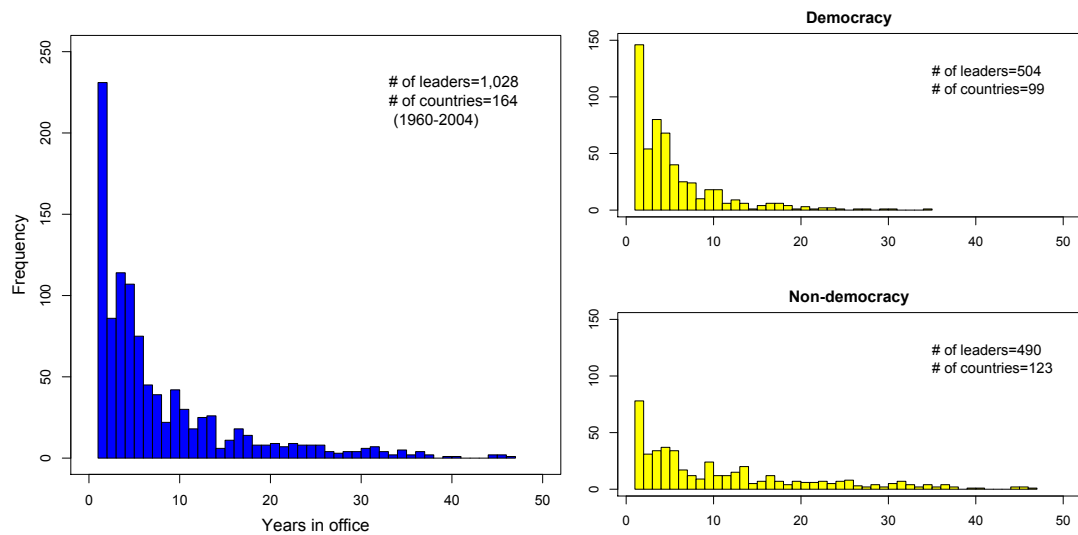 # of leaders=1,028
# of countries=164
(1960-2004)
Frequency
250
200
150
100
50
0
0 10 20 30 40 50
Years in office
Democracy
# of leaders=504
# of countries=99
150
100
50
0
0 10 20 30 40 50
Non-democracy
# of leaders=490
# of countries=123
150
100
50
0
0 10 20 30 40 50